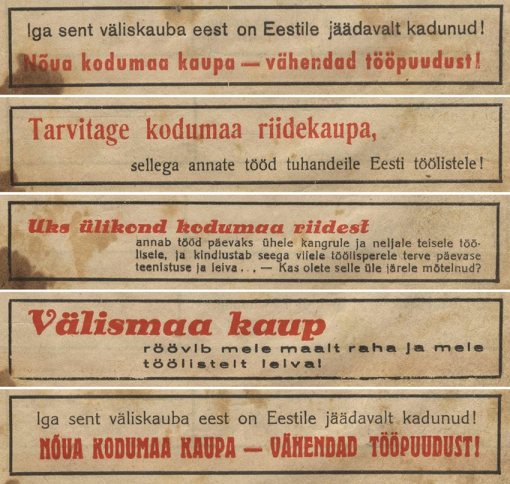 Iga sent väliskauba eest on Eestile jäädavalt kadunud!
Nõua kodumaa kaupa — vähendad tööpuudust!
Tarvitage kodumaa riidekaupa,
sellega annate tööd tuhandeile Eesti töölistele!
Üks ülikond kodumaa riidest
annab tööd päevaks ühele kangrule ja neljale teisele töö-
lisele, ja kindlustab seega viiele töölisperele terve päevase
teenistuse ja leiva... — Kas olete selle üle järele mõtelnud?
Välismaa kaup
röövib meie maalt raha ja meie
töölistelt leiva!
Iga sent väliskauba eest on Eestile jäädavalt kadunud!
NÕUA KODUMAA KAUPA — VÄHENDAD TÖÖPUUDUST!